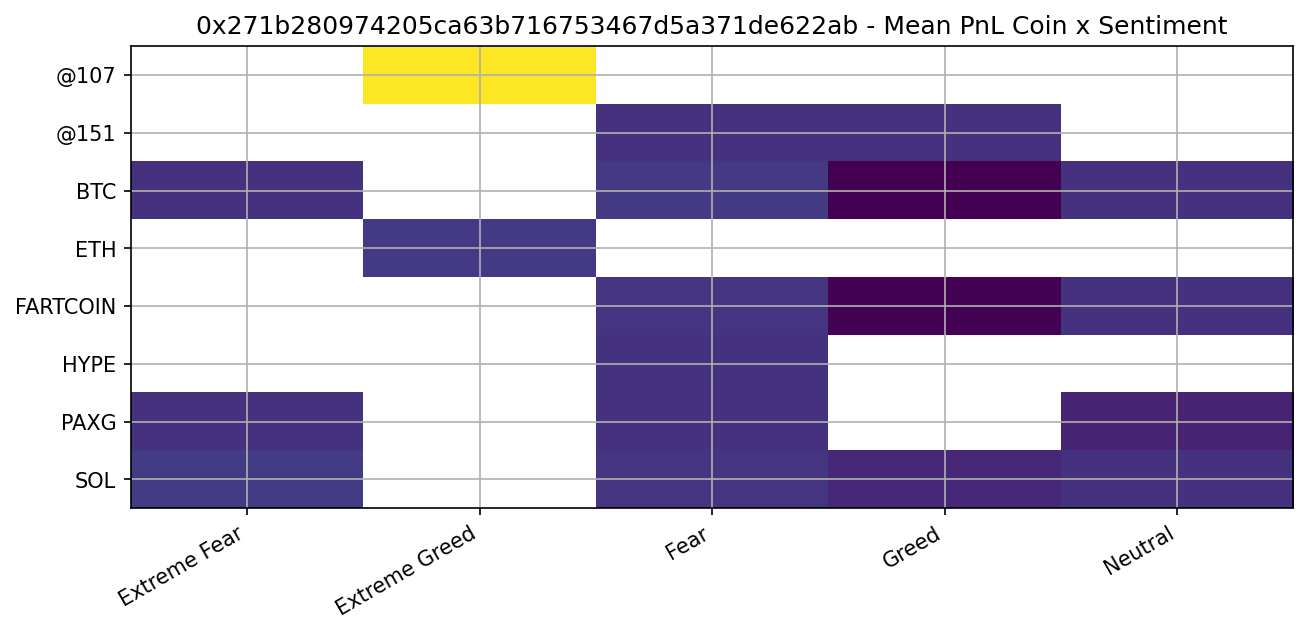 0x271b280974205ca63b716753467d5a371de622ab - Mean PnL Coin x Sentiment
@107
@151
BTC
ETH
FARTCOIN
HYPE
PAXG
SOL
Extreme Fear
Extreme Greed
Fear
Greed
Neutral